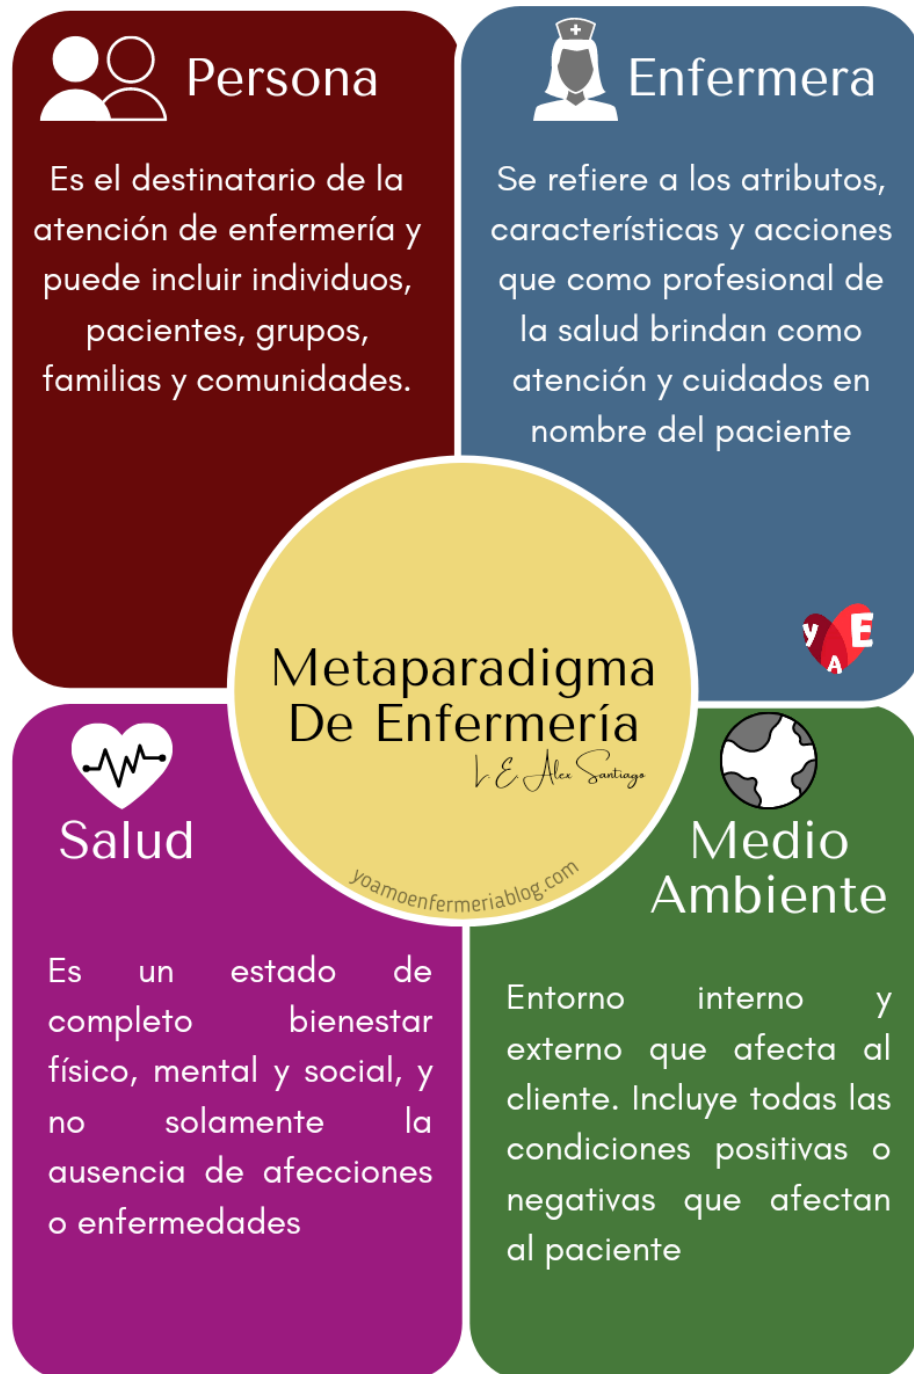 Persona
Es el destinatario de la
atención de enfermería y
puede incluir individuos,
pacientes, grupos,
familias y comunidades.
Enfermera
Se refiere a los atributos,
características y acciones
que como profesional de
la salud brindan como
atención y cuidados en
nombre del paciente
y A E
Metaparadigma
De Enfermería
L. E. Alex Santiago
yoamoenfermeriablog.com
Salud
Es un estado de
completo bienestar
físico, mental y social, y
no solamente la
ausencia de afecciones
o enfermedades
Medio
Ambiente
Entorno interno y
externo que afecta al
cliente. Incluye todas las
condiciones positivas o
negativas que afectan
al paciente